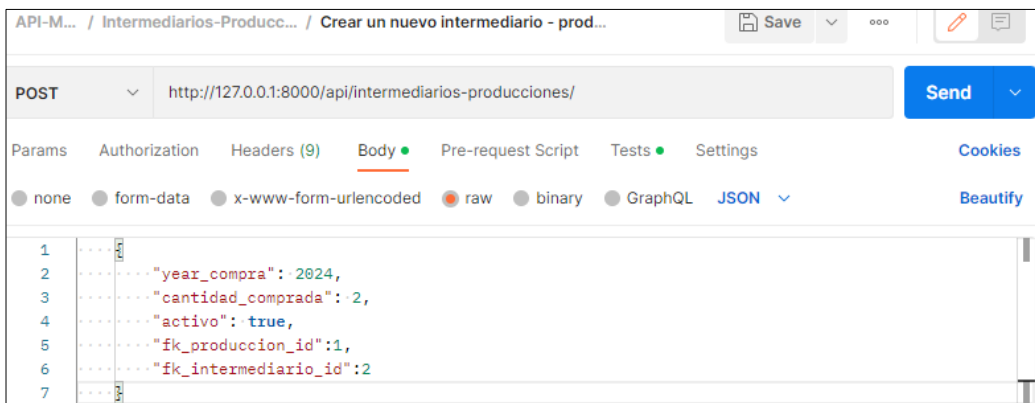 API-M... / Intermediarios-Producc... / Crear un nuevo intermediario - prod... Save
POST http://127.0.0.1:8000/api/intermediarios-producciones/ Send
Params Authorization Headers (9) Body Pre-request Script Tests Settings Cookies
none form-data x-www-form-urlencoded raw binary GraphQL JSON Beautify
1 {
2 "year_compra": 2024,
3 "cantidad_comprada": 2,
4 "activo": true,
5 "fk_produccion_id":1,
6 "fk_intermediario_id":2
7 }